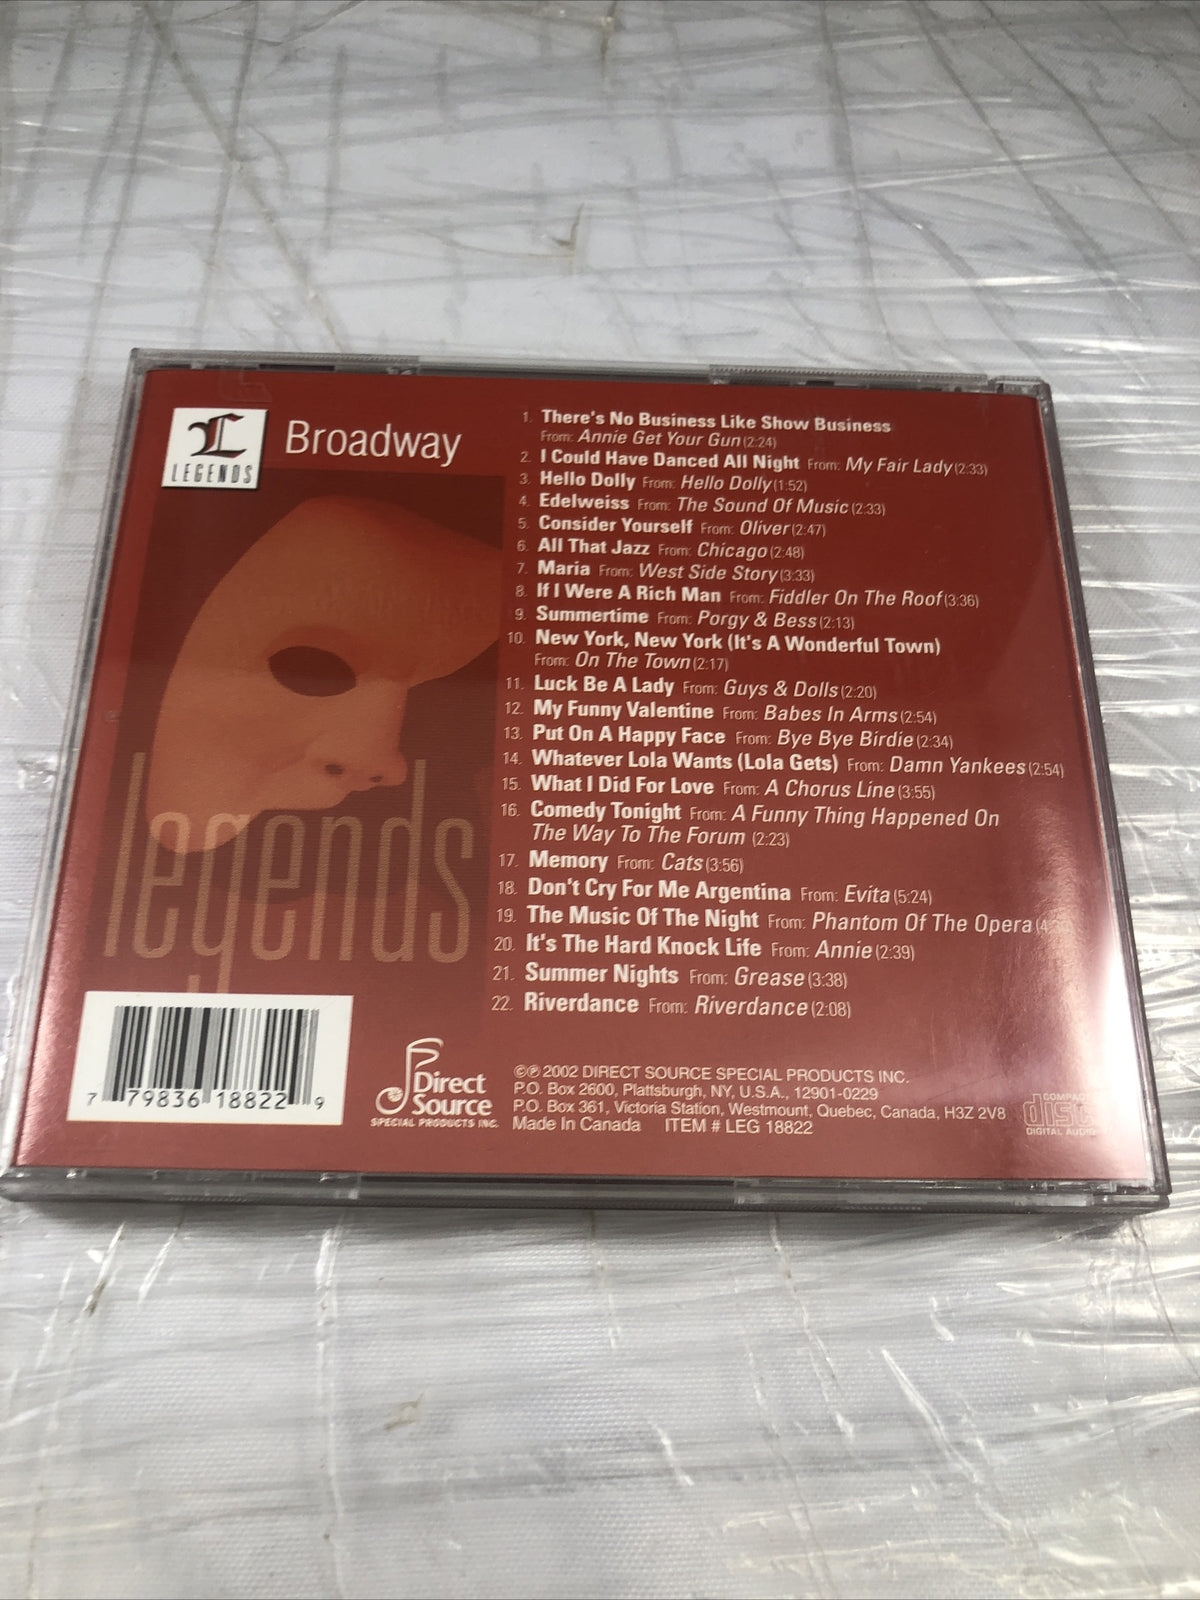 L
LEGENDS
Broadway
legends
1. There's No Business Like Show Business
From: Annie Get Your Gun (2:24)
2. I Could Have Danced All Night From: My Fair Lady (2:33)
3. Hello Dolly From: Hello Dolly (1:52)
4. Edelweiss From: The Sound Of Music (2:33)
5. Consider Yourself From: Oliver (2:47)
6. All That Jazz From: Chicago (2:48)
7. Maria From: West Side Story (3:33)
8. If I Were A Rich Man From: Fiddler On The Roof (3:36)
9. Summertime From: Porgy & Bess (2:13)
10. New York, New York (It's A Wonderful Town)
From: On The Town (2:17)
11. Luck Be A Lady From: Guys & Dolls (2:20)
12. My Funny Valentine From: Babes In Arms (2:54)
13. Put On A Happy Face From: Bye Bye Birdie (2:34)
14. Whatever Lola Wants (Lola Gets) From: Damn Yankees (2:54)
15. What I Did For Love From: A Chorus Line (3:55)
16. Comedy Tonight From: A Funny Thing Happened On
The Way To The Forum (2:23)
17. Memory From: Cats (3:56)
18. Don't Cry For Me Argentina From: Evita (5:24)
19. The Music Of The Night From: Phantom Of The Opera
20. It's The Hard Knock Life From: Annie (2:39)
21. Summer Nights From: Grease (3:38)
22. Riverdance From: Riverdance (2:08)
7 79836 18822 9
Direct
Source
SPECIAL PRODUCTS INC.
©℗ 2002 DIRECT SOURCE SPECIAL PRODUCTS INC.
P.O. Box 2600, Plattsburgh, NY, U.S.A., 12901-0229
P.O. Box 361, Victoria Station, Westmount, Quebec, Canada, H3Z 2V8
Made In Canada ITEM # LEG 18822
COMPACT
disc
DIGITAL AUDIO